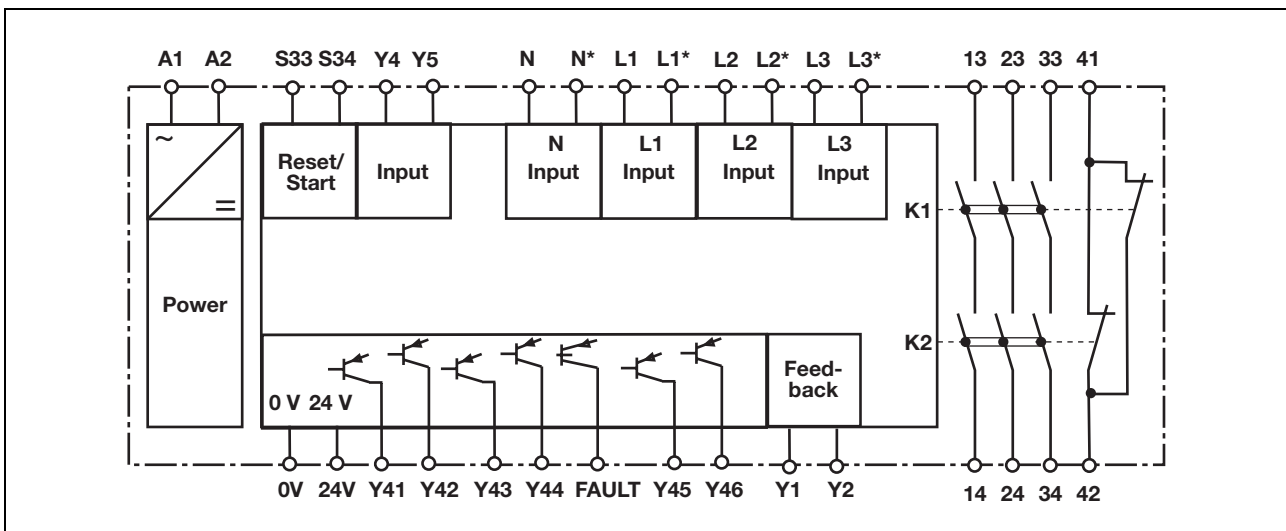 A1 A2 S33 S34 Y4 Y5 N N* L1 L1* L2 L2* L3 L3* 13 23 33 41
~
=
Power
Reset/
Start
Input
N
Input
L1
Input
L2
Input
L3
Input
K1
K2
0 V 24 V
Feed-
back
0V 24V Y41 Y42 Y43 Y44 FAULT Y45 Y46 Y1 Y2 14 24 34 42